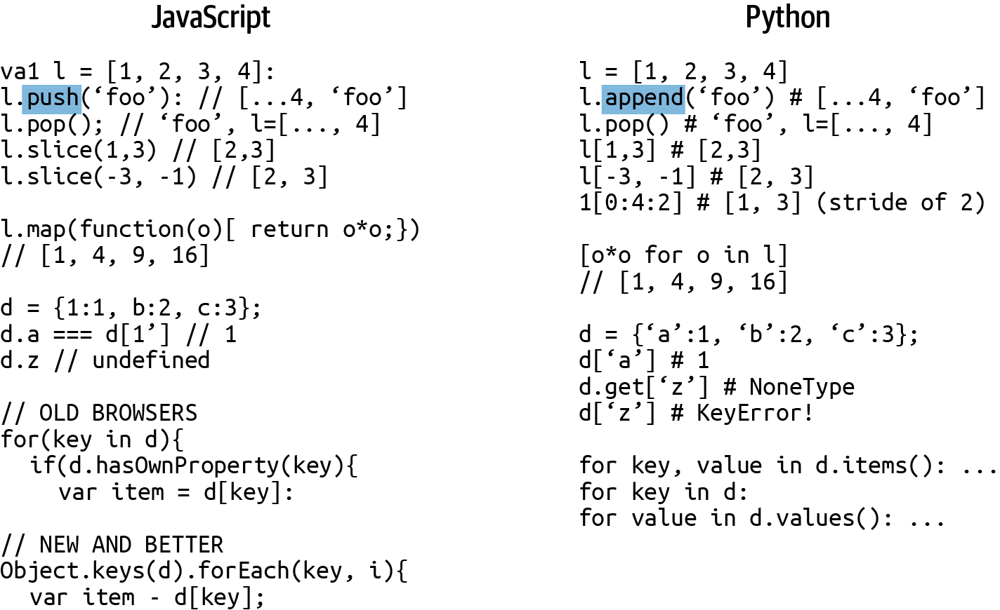 JavaScript
va1 l = [1, 2, 3, 4]:
l.push(‘foo’): // [...4, ‘foo’]
l.pop(); // ‘foo’, l=[..., 4]
l.slice(1,3) // [2,3]
l.slice(-3, -1) // [2, 3]
l.map(function(o)[ return o*o;})
// [1, 4, 9, 16]
d = {1:1, b:2, c:3};
d.a === d[1’] // 1
d.z // undefined
// OLD BROWSERS
for(key in d){
if(d.hasOwnProperty(key){
var item = d[key]:
// NEW AND BETTER
Object.keys(d).forEach(key, i){
var item - d[key];
Python
l = [1, 2, 3, 4]
l.append(‘foo’) # [...4, ‘foo’]
l.pop() # ‘foo’, l=[..., 4]
l[1,3] # [2,3]
l[-3, -1] # [2, 3]
1[0:4:2] # [1, 3] (stride of 2)
[o*o for o in l]
// [1, 4, 9, 16]
d = {‘a’:1, ‘b’:2, ‘c’:3};
d[‘a’] # 1
d.get[‘z’] # NoneType
d[‘z’] # KeyError!
for key, value in d.items(): ...
for key in d:
for value in d.values(): ...